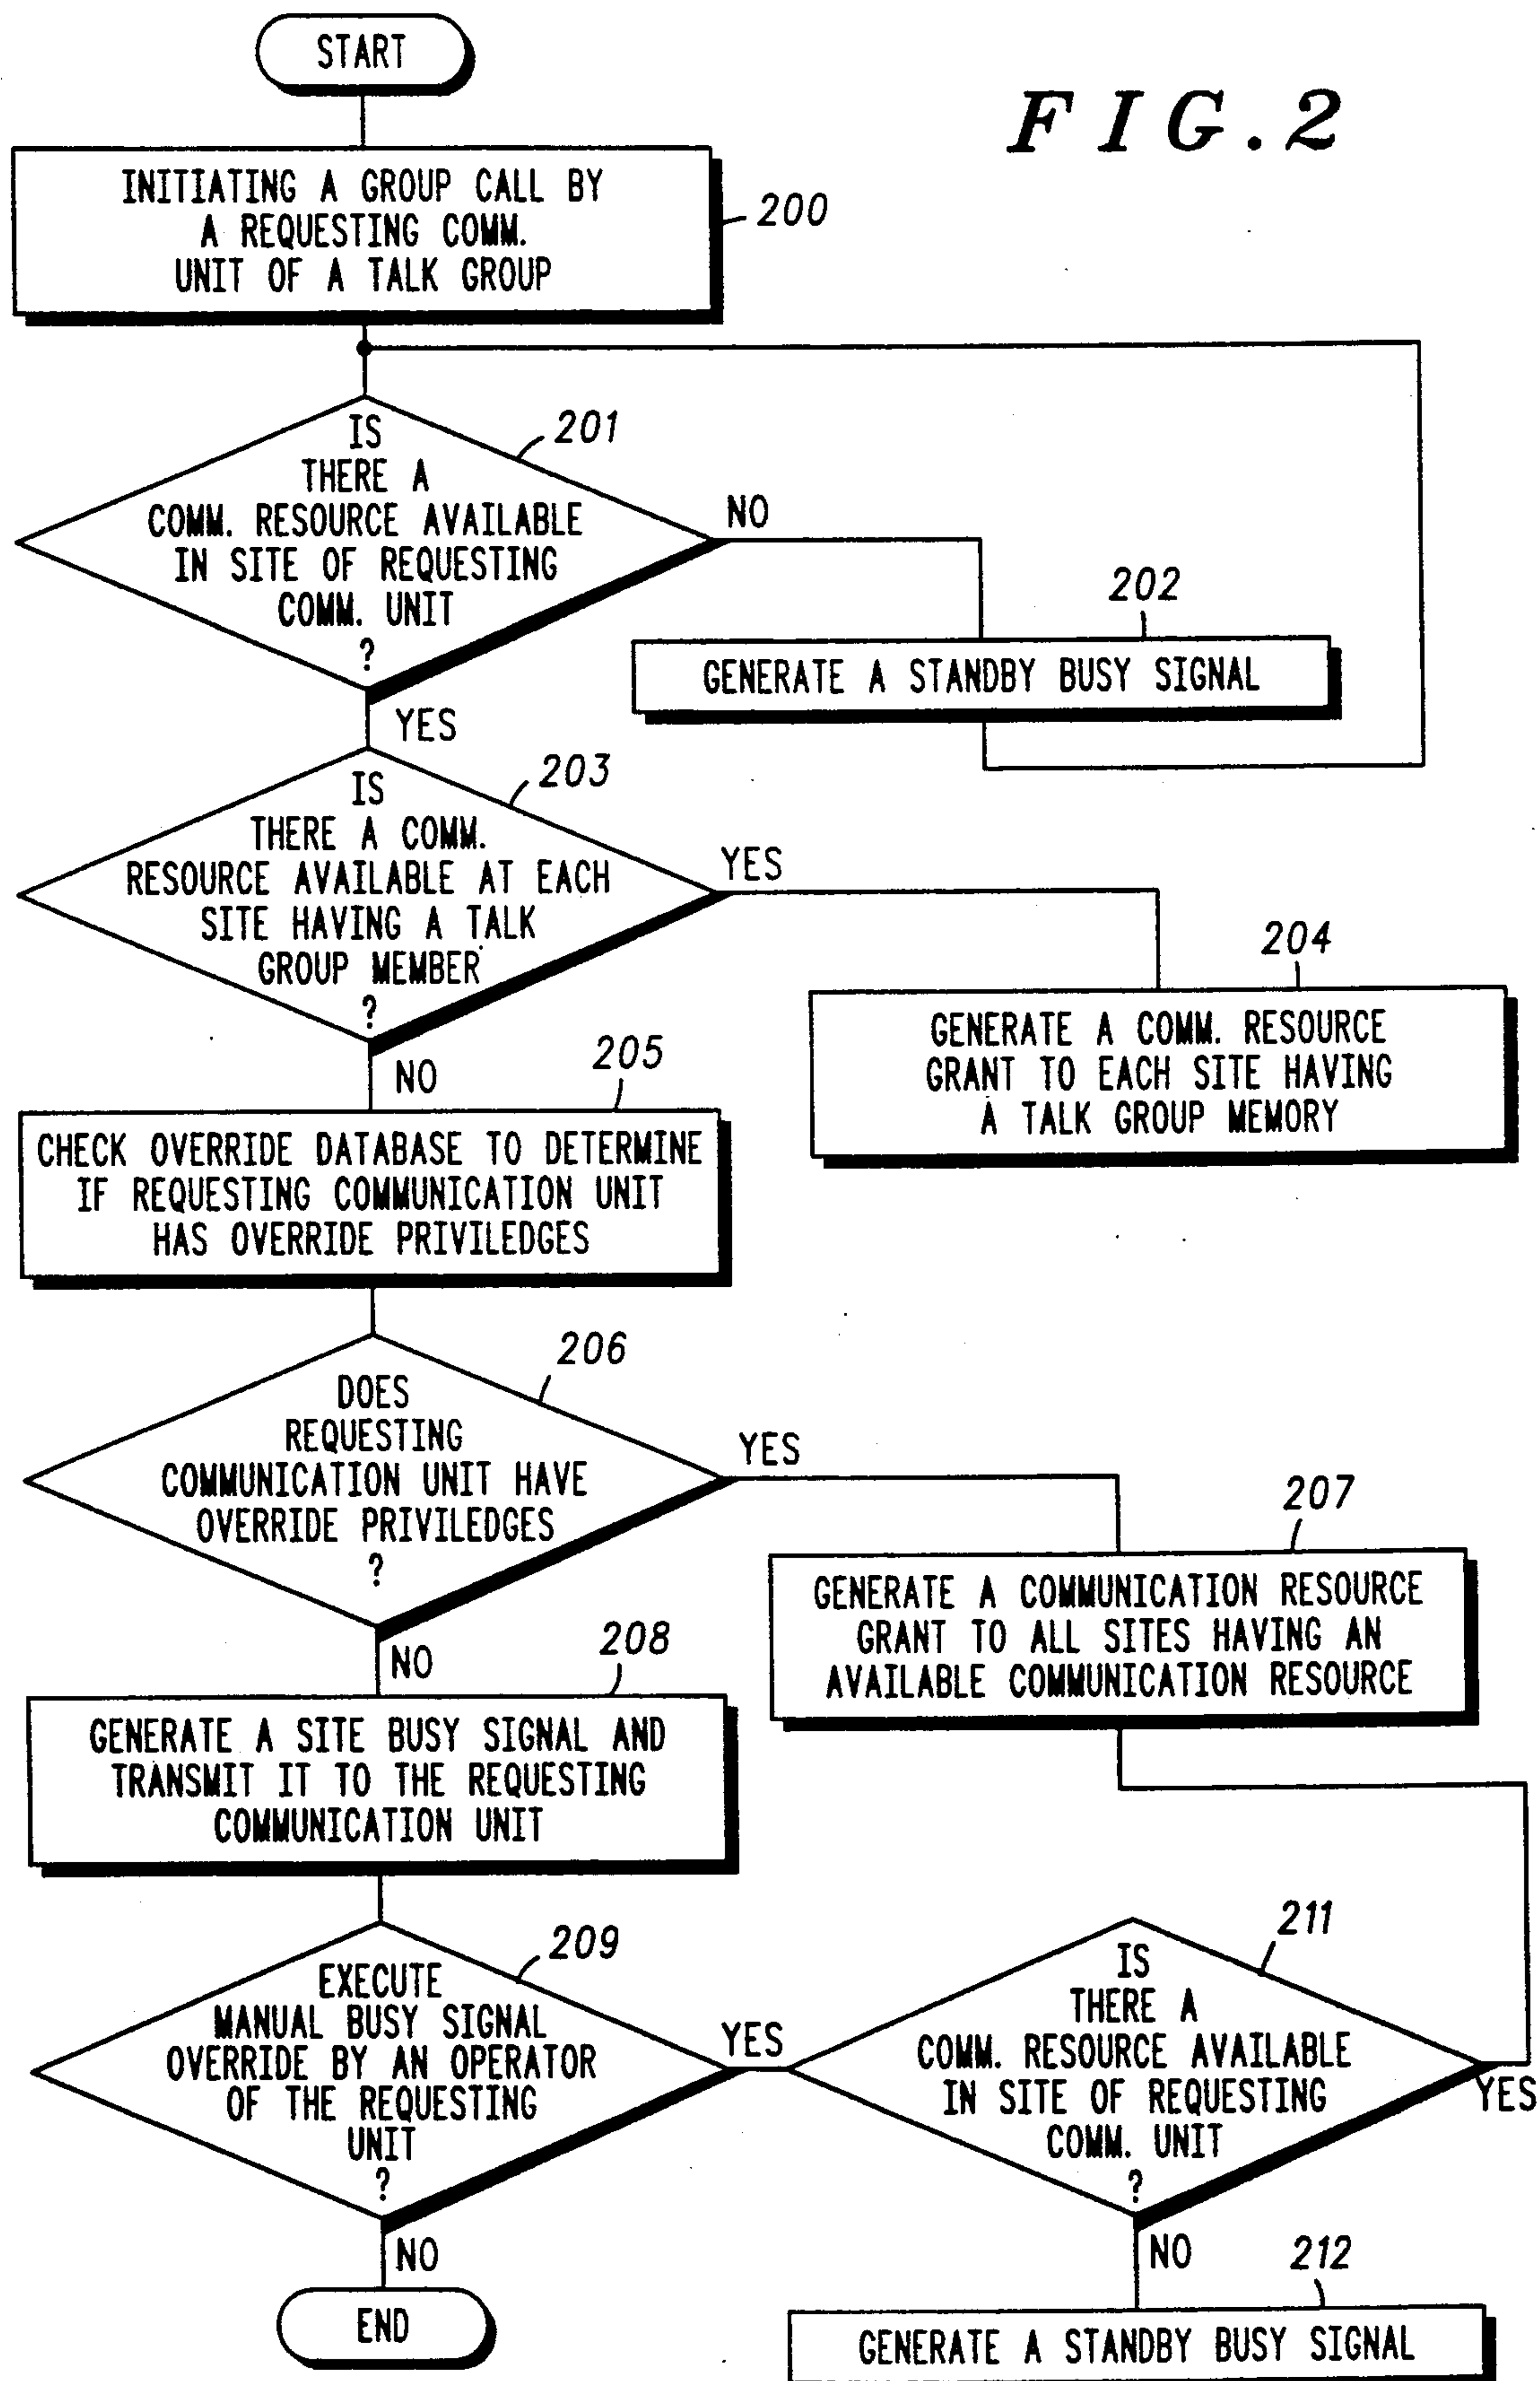 START
FIG.2
INITIATING A GROUP CALL BY
A REQUESTING COMM.
UNIT OF A TALK GROUP
200
IS
THERE A
COMM. RESOURCE AVAILABLE
IN SITE OF REQUESTING
COMM. UNIT
?
201
NO
202
GENERATE A STANDBY BUSY SIGNAL
YES
IS
THERE A COMM.
RESOURCE AVAILABLE AT EACH
SITE HAVING A TALK
GROUP MEMBER
?
203
YES
204
GENERATE A COMM. RESOURCE
GRANT TO EACH SITE HAVING
A TALK GROUP MEMORY
NO
205
CHECK OVERRIDE DATABASE TO DETERMINE
IF REQUESTING COMMUNICATION UNIT
HAS OVERRIDE PRIVILEDGES
206
DOES
REQUESTING
COMMUNICATION UNIT HAVE
OVERRIDE PRIVILEDGES
?
YES
207
GENERATE A COMMUNICATION RESOURCE
GRANT TO ALL SITES HAVING AN
AVAILABLE COMMUNICATION RESOURCE
NO
208
GENERATE A SITE BUSY SIGNAL AND
TRANSMIT IT TO THE REQUESTING
COMMUNICATION UNIT
209
EXECUTE
MANUAL BUSY SIGNAL
OVERRIDE BY AN OPERATOR
OF THE REQUESTING
UNIT
?
YES
211
IS
THERE A
COMM. RESOURCE AVAILABLE
IN SITE OF REQUESTING
COMM. UNIT
?
YES
NO
END
NO
212
GENERATE A STANDBY BUSY SIGNAL